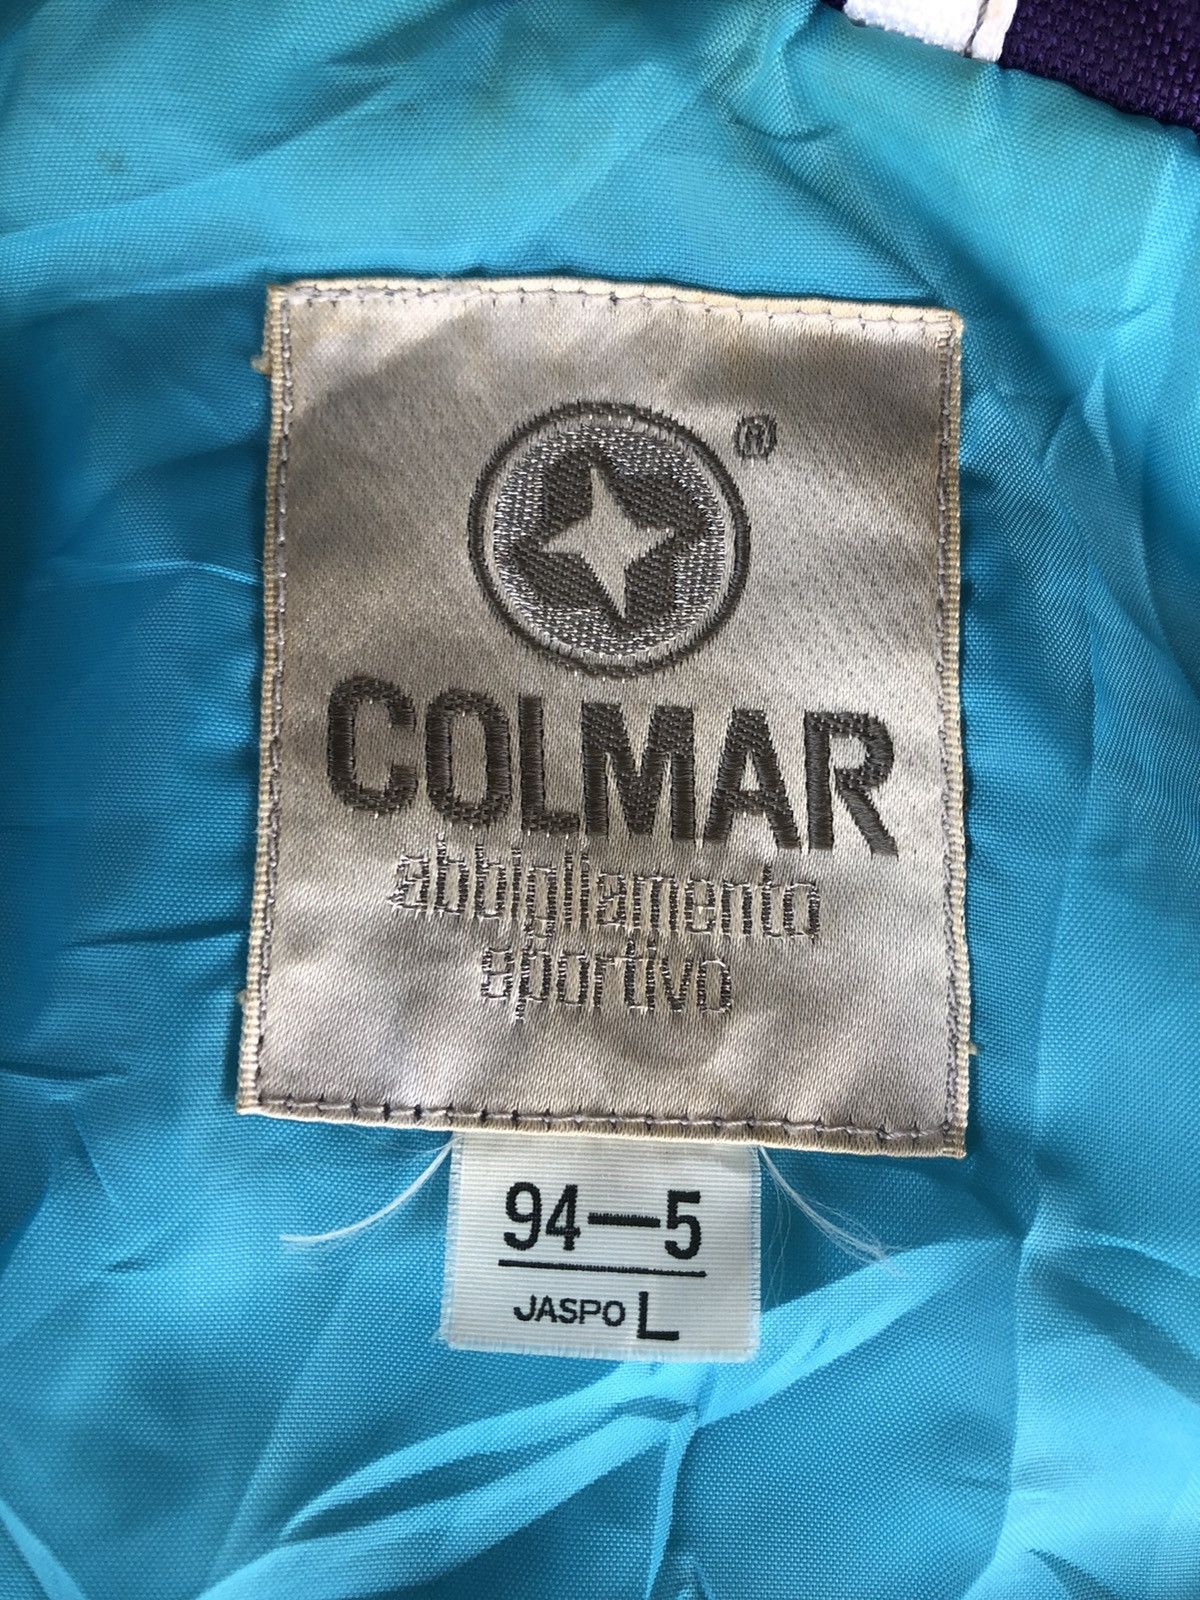 ®
COLMAR
abbigliamento
sportivo
94—5
JASPO L